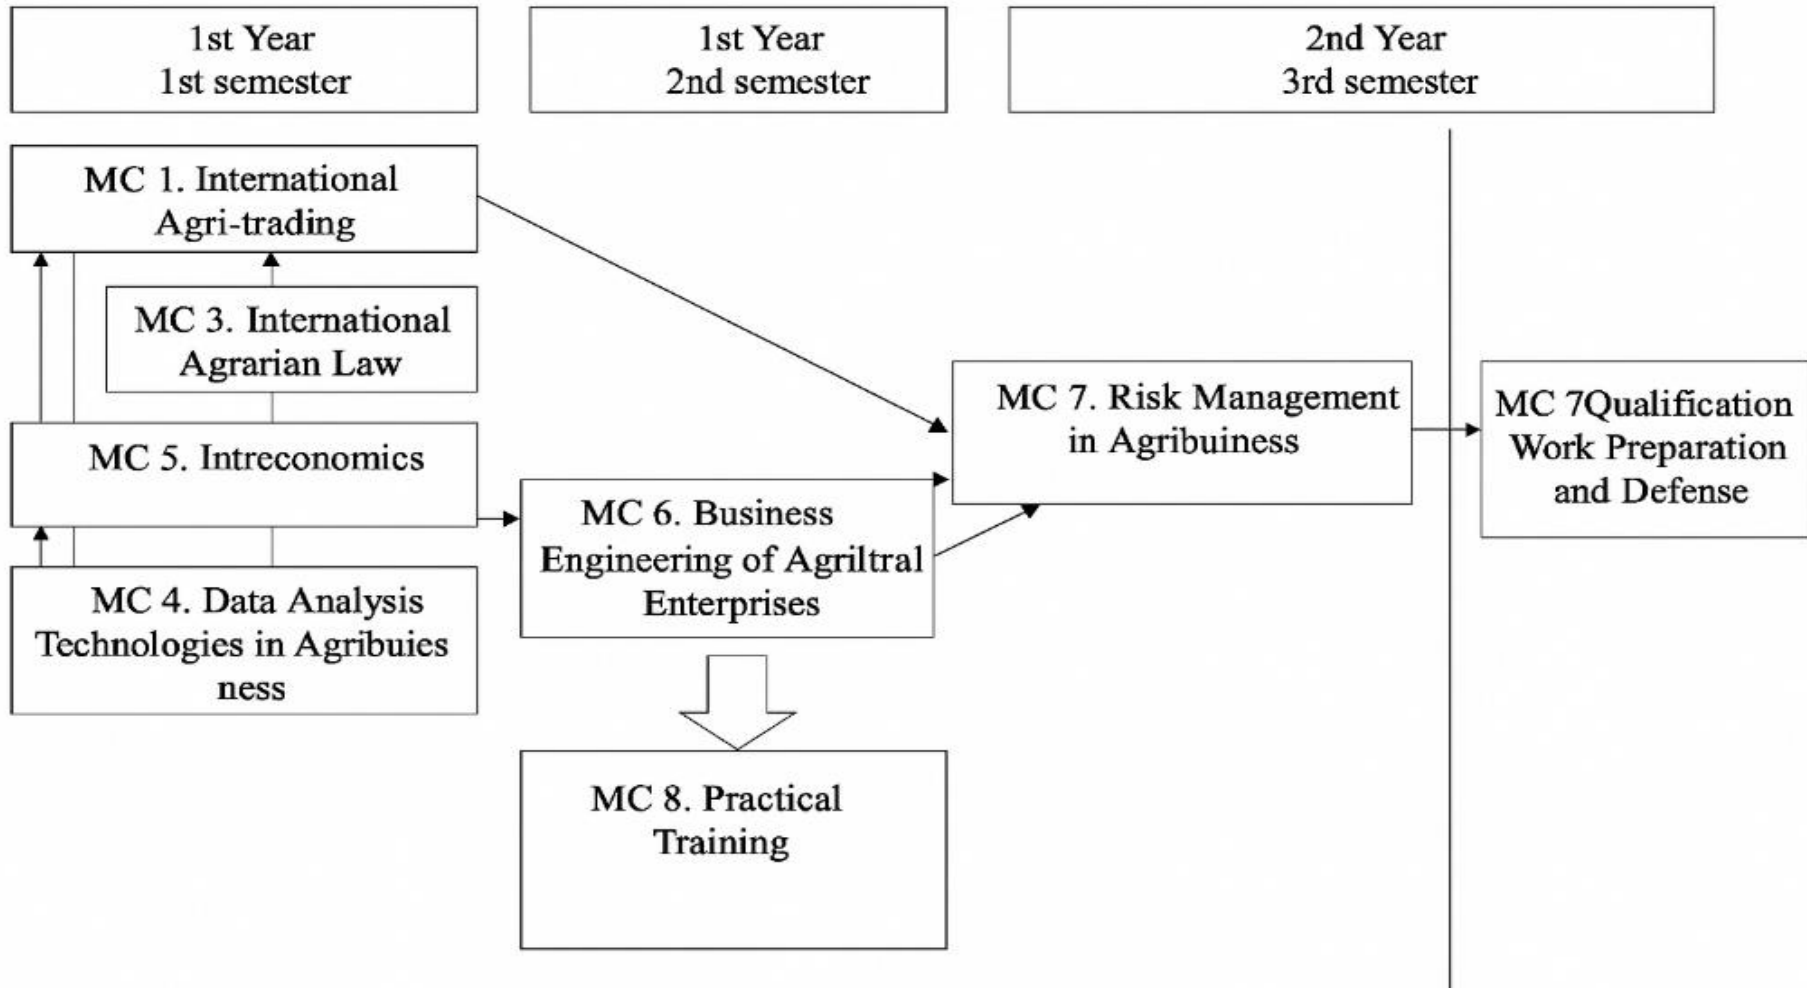 1st Year
1st semester
1st Year
2nd semester
2nd Year
3rd semester
MC 1. International
Agri-trading
MC 3. International
Agrarian Law
MC 5. Intreconomics
MC 4. Data Analysis
Technologies in Agribuies
ness
MC 6. Business
Engineering of Agriltral
Enterprises
MC 8. Practical
Training
MC 7. Risk Management
in Agribuiness
MC 7Qualification
Work Preparation
and Defense